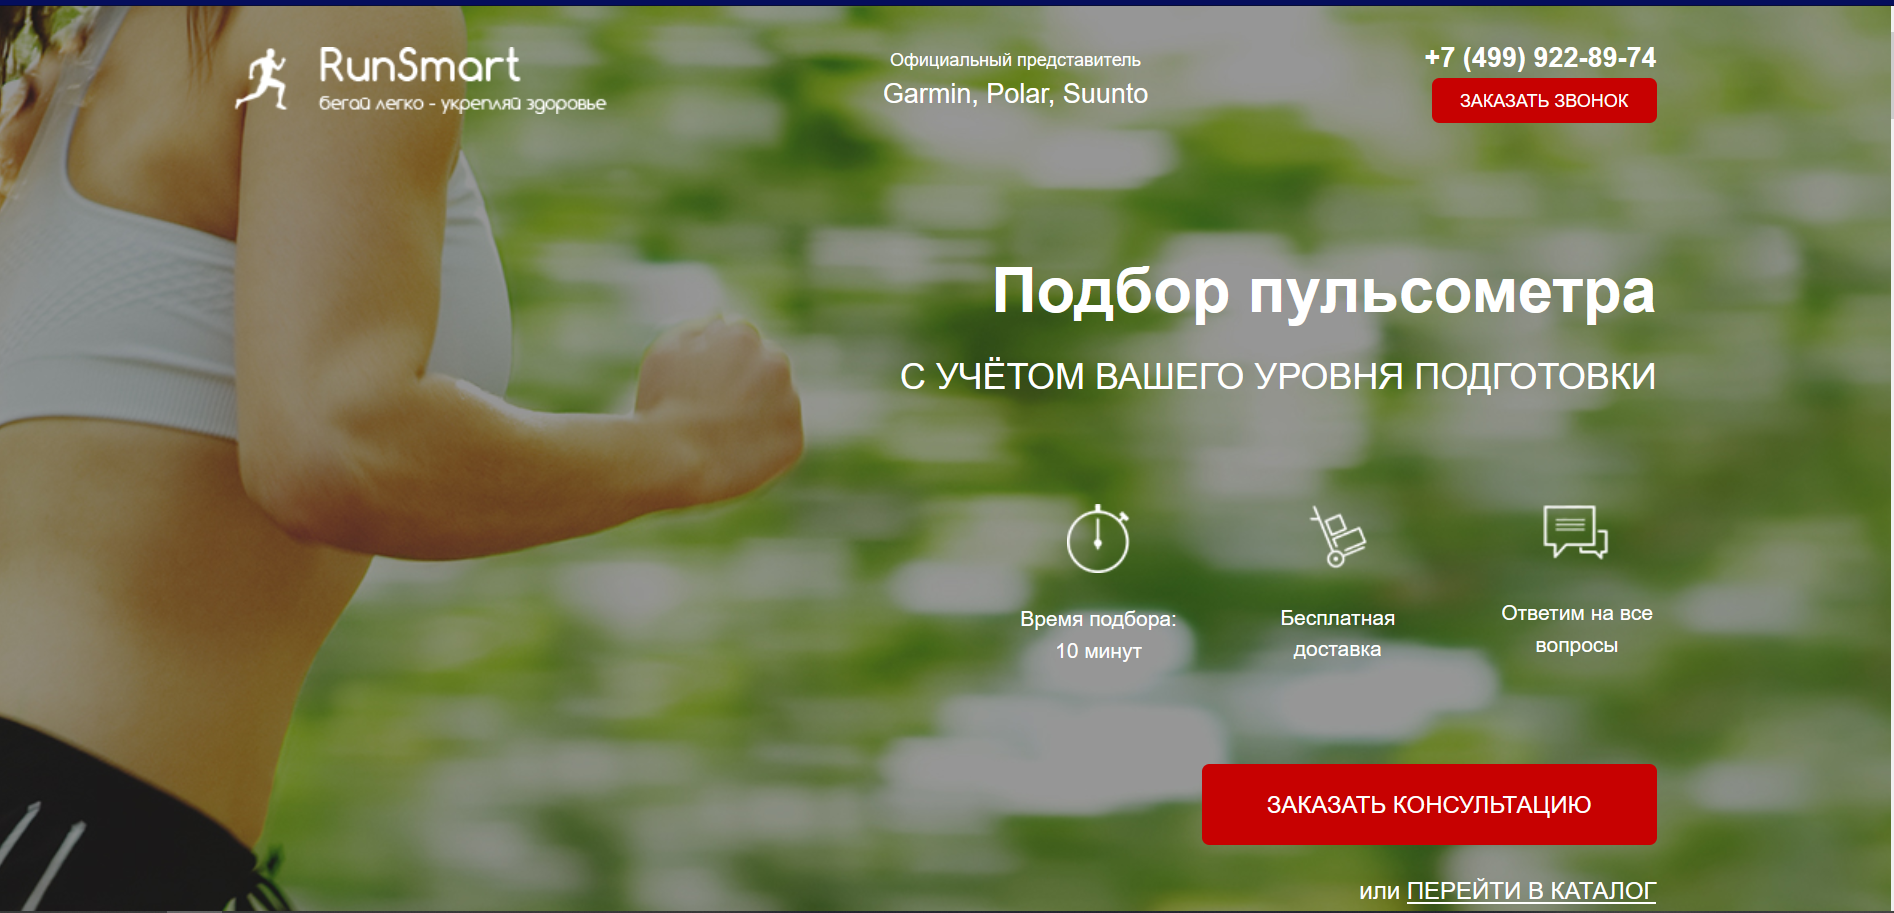 RunSmart
бегай легко - укрепляй здоровье
Официальный представитель
Garmin, Polar, Suunto
+7 (499) 922-89-74
ЗАКАЗАТЬ ЗВОНОК
Подбор пульсометра
С УЧЁТОМ ВАШЕГО УРОВНЯ ПОДГОТОВКИ
Время подбора:
10 минут
Бесплатная
доставка
Ответим на все
вопросы
ЗАКАЗАТЬ КОНСУЛЬТАЦИЮ
или ПЕРЕЙТИ В КАТАЛОГ